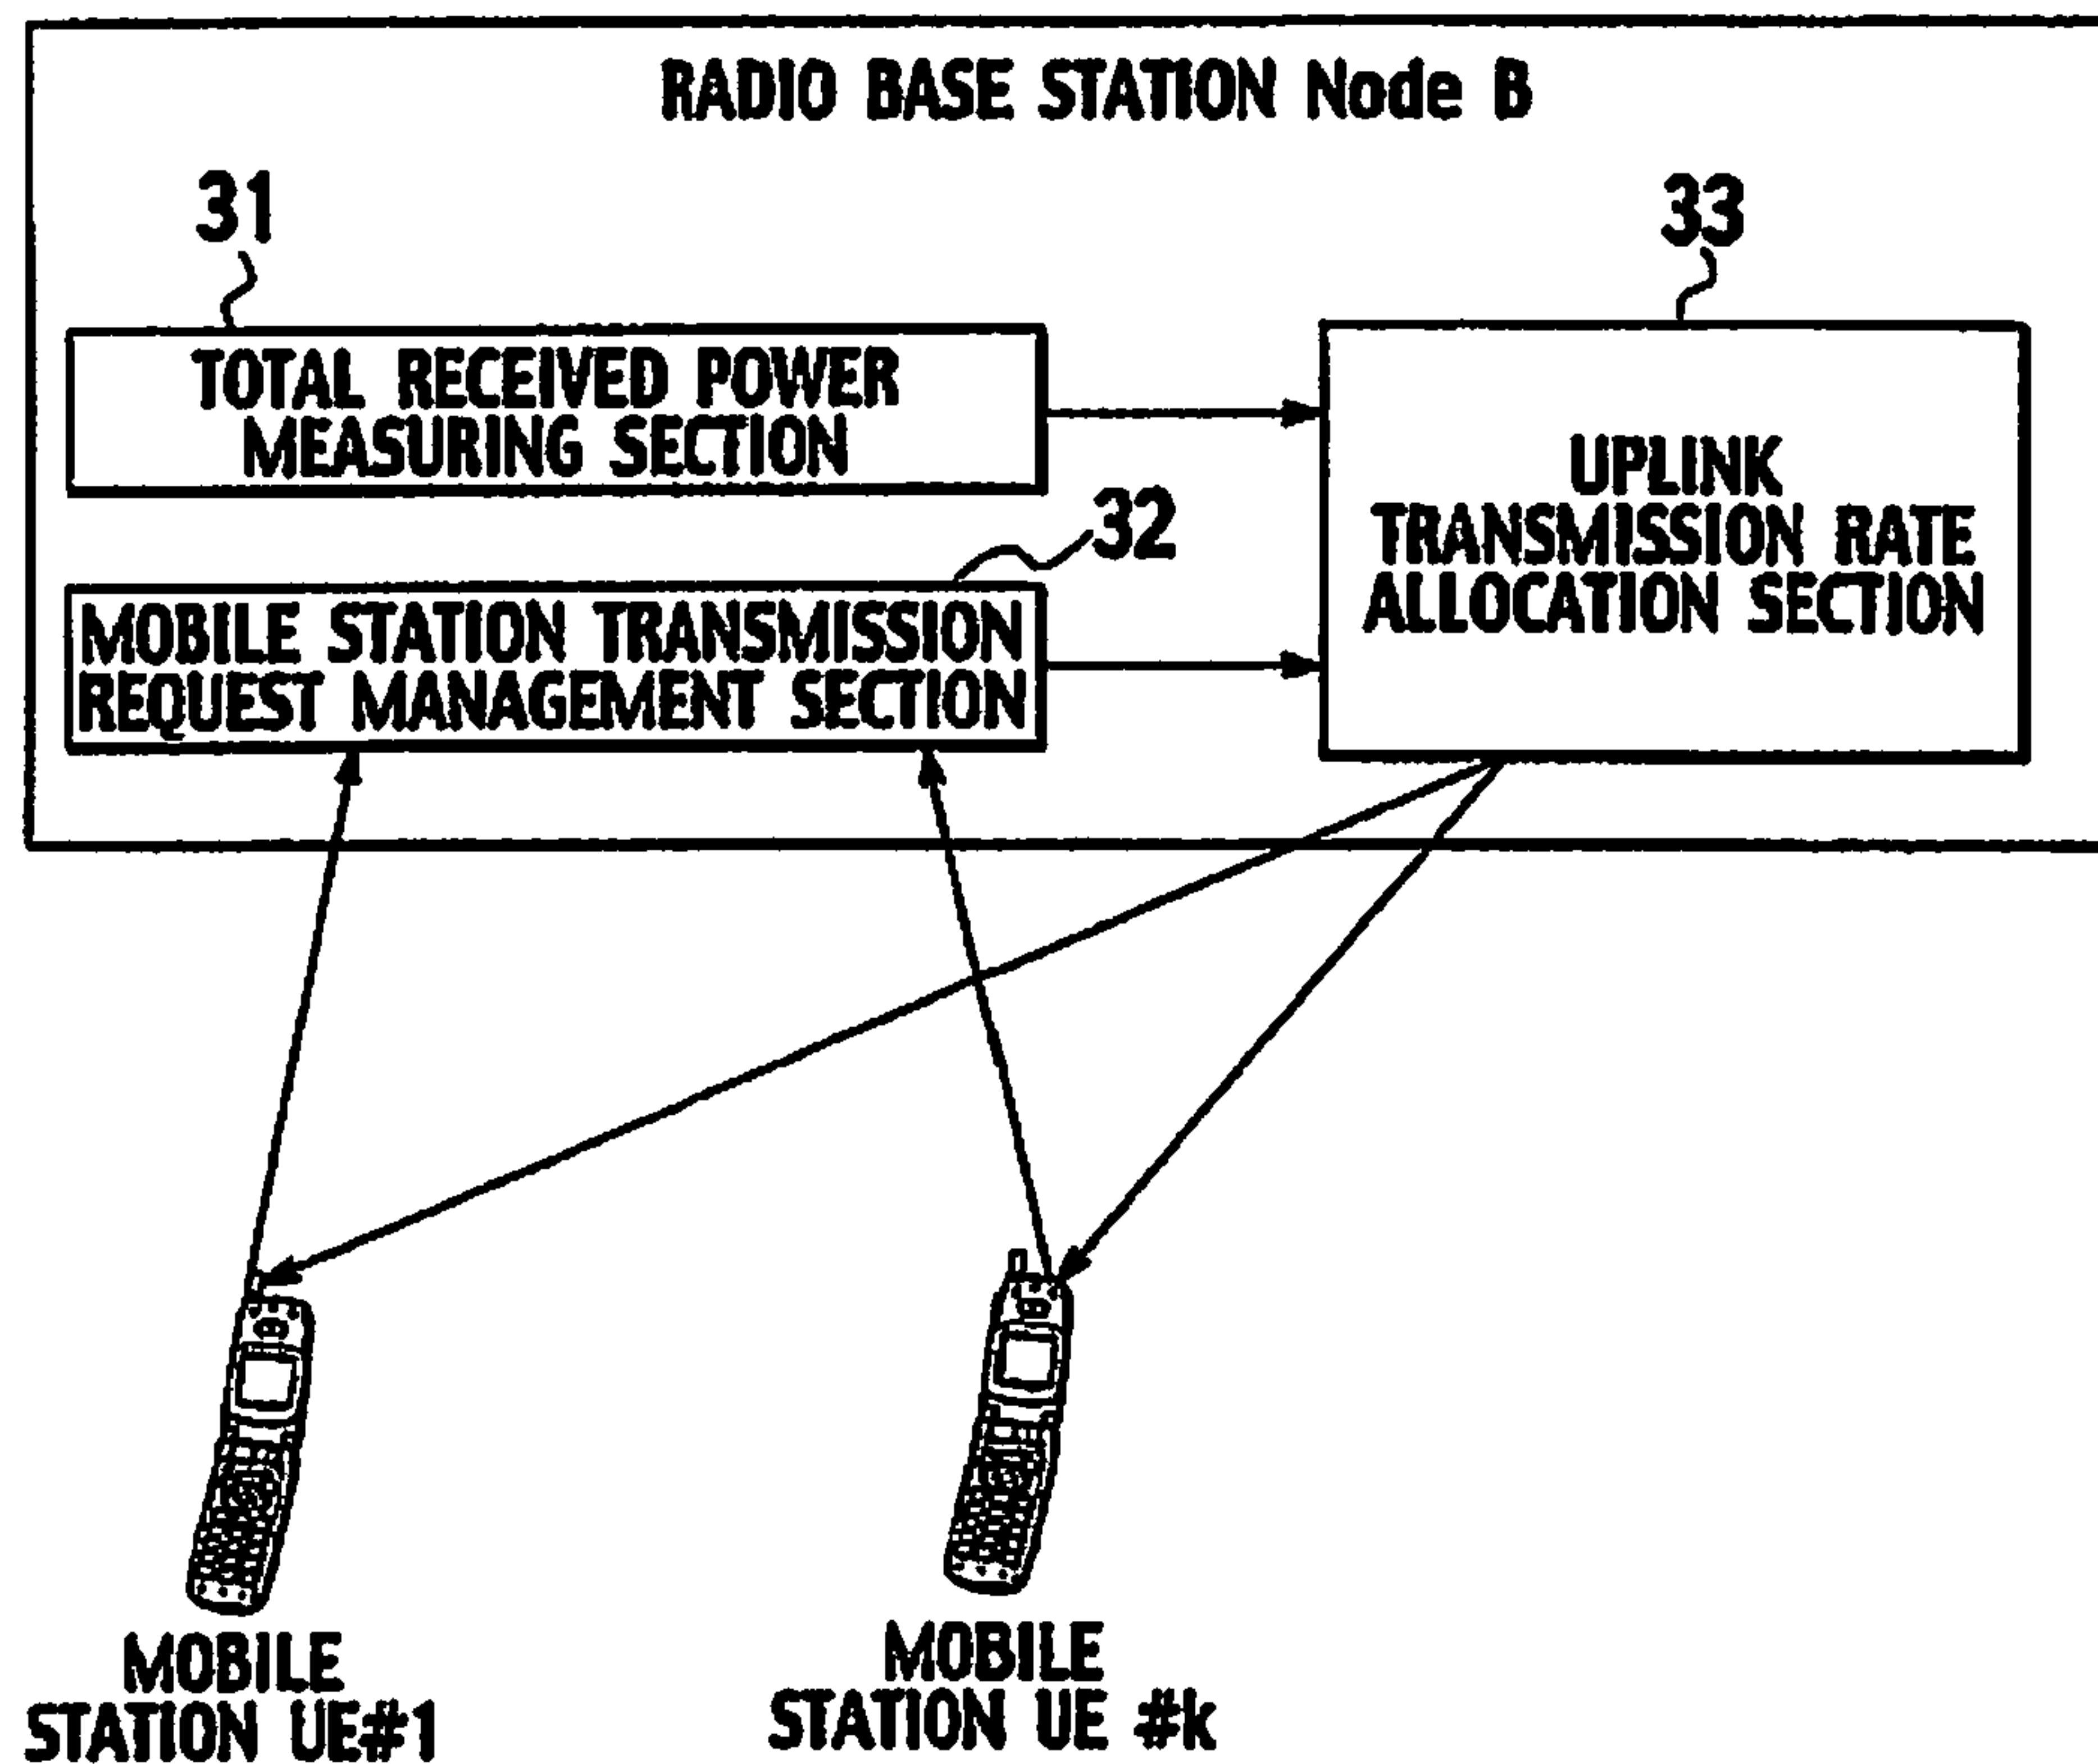 RADIO BASE STATION Node B
31
33
TOTAL RECEIVED POWER
MEASURING SECTION
32
UPLINK
TRANSMISSION RATE
ALLOCATION SECTION
MOBILE STATION TRANSMISSION
REQUEST MANAGEMENT SECTION
MOBILE
STATION UE#1
MOBILE
STATION UE #k